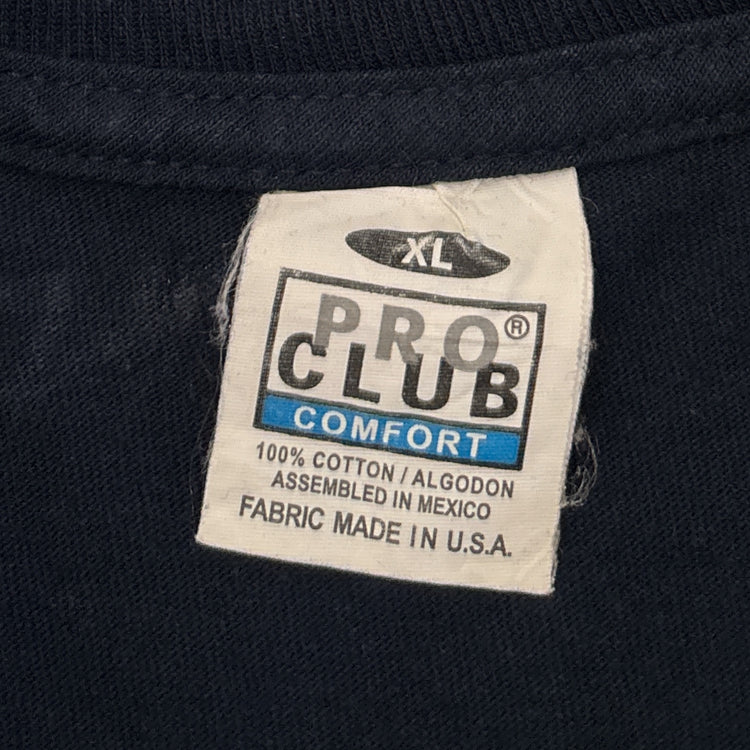 XL
PRO®
CLUB
COMFORT
100% COTTON / ALGODON
ASSEMBLED IN MEXICO
FABRIC MADE IN U.S.A.